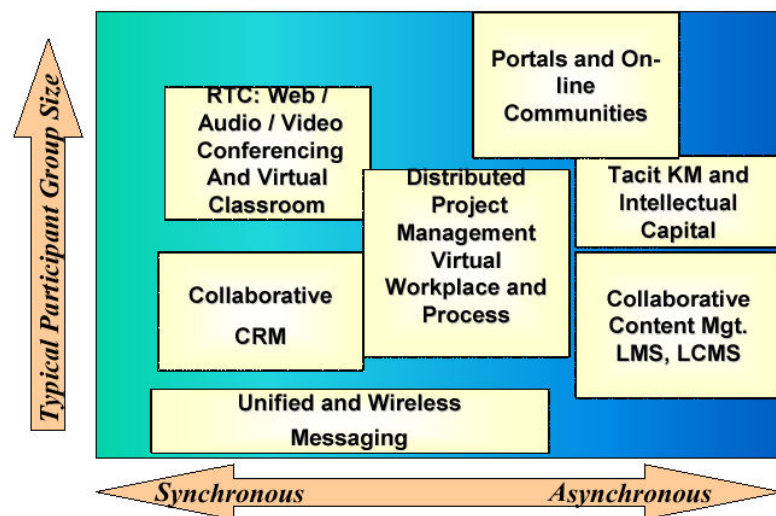 Typical Participant Group Size
Portals and On-
line
Communities
RTC: Web /
Audio / Video
Conferencing
And Virtual
Classroom
Distributed
Project
Management
Virtual
Workplace and
Process
Tacit KM and
Intellectual
Capital
Collaborative
CRM
Collaborative
Content Mgt.
LMS, LCMS
Unified and Wireless
Messaging
Synchronous
Asynchronous